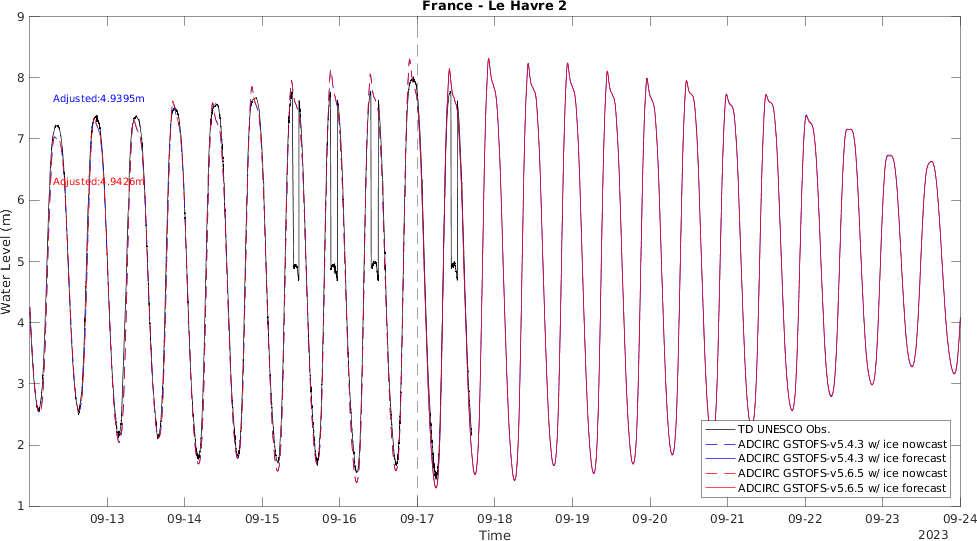 France - Le Havre 2
9
8
7
6
5
4
3
2
1
Water Level (m)
Adjusted:4.9395m
Adjusted:4.9426m
TD UNESCO Obs.
ADCIRC GSTOFS-v5.4.3 w/ ice nowcast
ADCIRC GSTOFS-v5.4.3 w/ ice forecast
ADCIRC GSTOFS-v5.6.5 w/ ice nowcast
ADCIRC GSTOFS-v5.6.5 w/ ice forecast
09-13 09-14 09-15 09-16 09-17 09-18 09-19 09-20 09-21 09-22 09-23 09-24
Time
2023